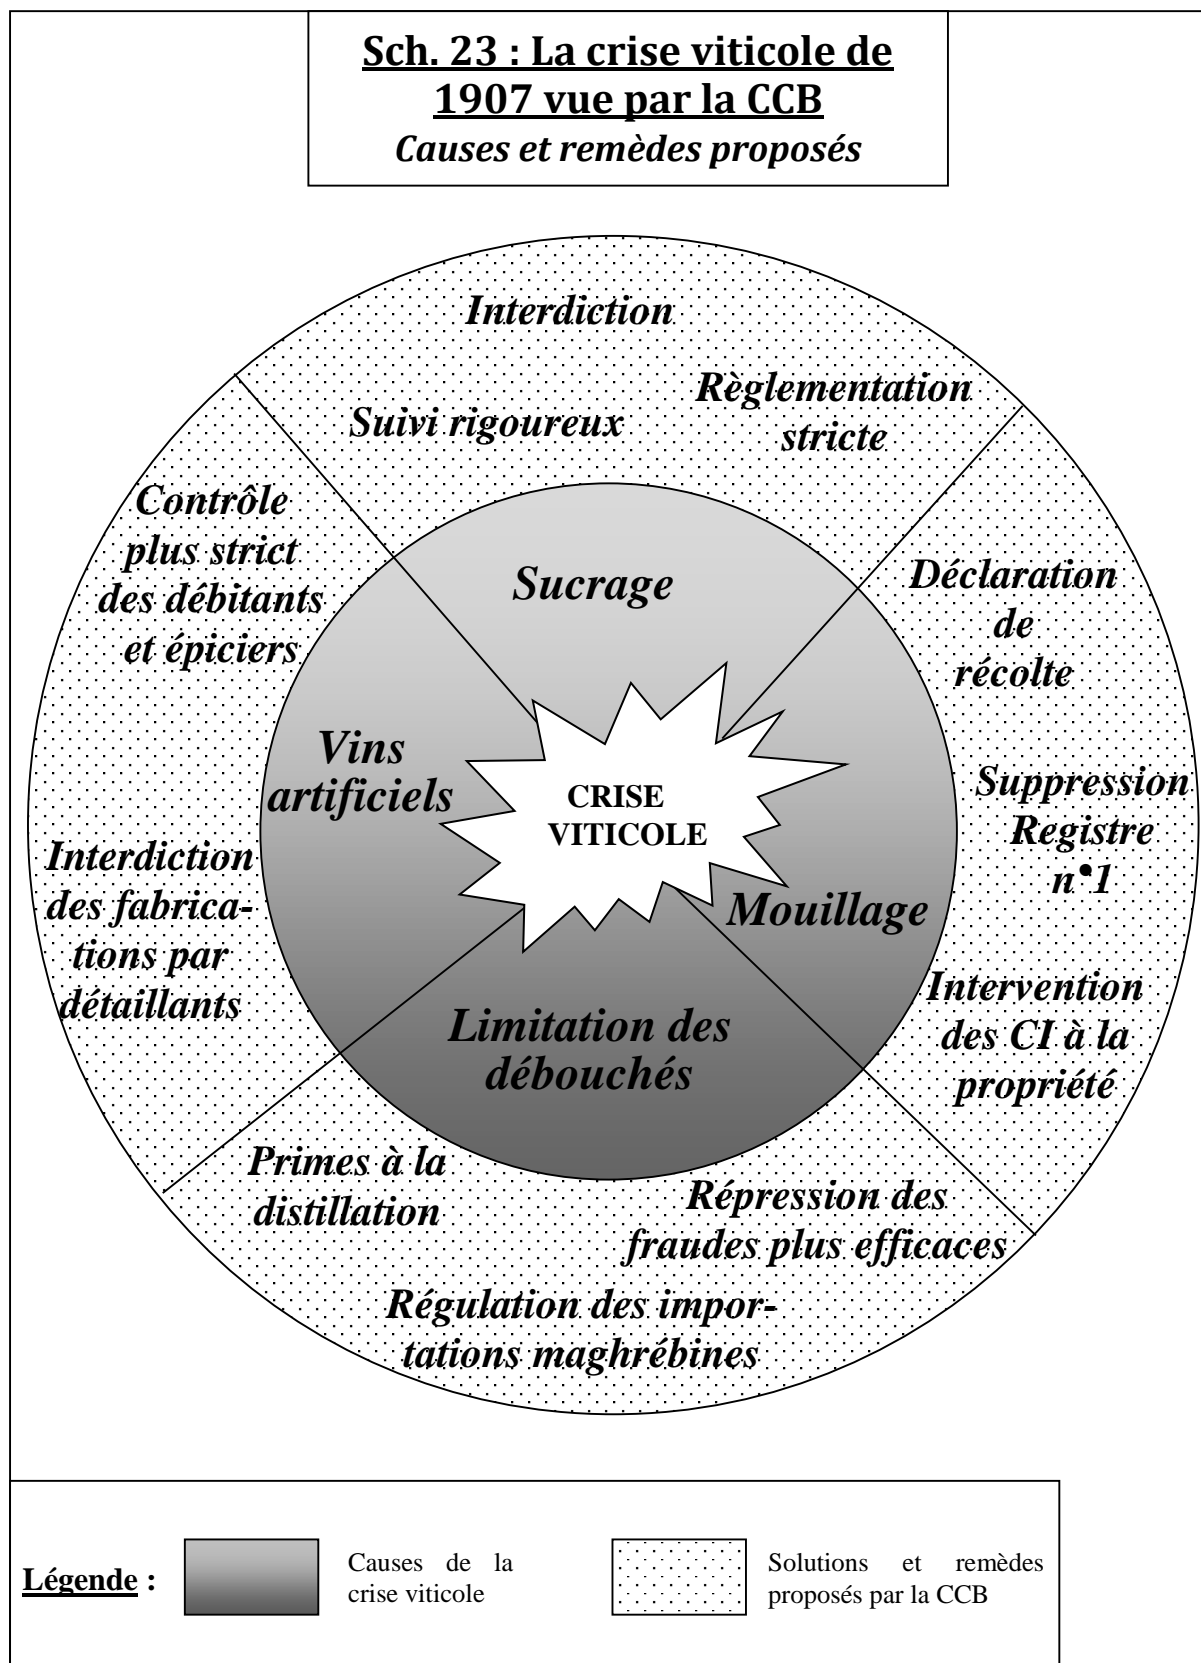 Sch. 23 : La crise viticole de
1907 vue par la CCB
Causes et remèdes proposés
Interdiction
Suivi rigoureux
Règlementation
stricte
Contrôle
plus strict
des débitants
et épiciers
Sucrage
Déclaration
de
récolte
Vins
artificiels
CRISE
VITICOLE
Suppression
Registre
n°1
Mouillage
Interdiction
des fabrica-
tions par
détaillants
Intervention
des CI à la
propriété
Limitation des
débouchés
Primes à la
distillation
Répression des
fraudes plus efficaces
Régulation des impor-
tations maghrébines
Légende :
Causes de la
crise viticole
Solutions et remèdes
proposés par la CCB